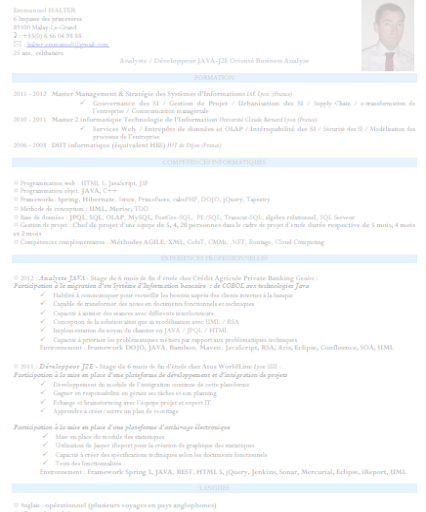 Emmanuel HALTER
6 Impasse des primevères
89100 Malay-Le-Grand
: +33(0) 6 66 04 98 88
: halter.emmanuel@gmail.com
25 ans, célibataire
Analyste / Développeur JAVA-J2E Orienté Business Analyse
FORMATION
2011 - 2012 Master Management & Stratégie des Systèmes d'Informations IAE Lyon (France)
✓ Gouvernance des SI / Gestion de Projet / Urbanisation des SI / Supply Chain / e-transformation de
l'entreprise / Communication managériale
2010 - 2011 Master 2 informatique Technologie de l'Information Université Claude Bernard Lyon (France)
✓ Services Web / Entrepôts de données et OLAP / Intéropabilité des SI / Sécurité des SI / Modélisation des
processus de l'entreprise
2006 - 2008 DUT informatique (équivalent HSE) IUT de Dijon (France)
COMPETENCES INFORMATIQUES
Programmation web : HTML 5, JavaScript, JSF
Programmation objet: JAVA, C++
Framework: Spring, Hibernate, Struts, Primefaces, cakePHP, DOJO, jQuery, Tapestry
Méthode de conception : UML, Merise, TDD
Base de données : JPQL, SQL, OLAP, MySQL, PostGre-SQL, PL/SQL, Transact-SQL, algèbre relationnel, SQL Server
Gestion de projet : Chef de projet d'une équipe de 5, 4, 20 personnes dans le cadre de projet d'étude durée respective de 5 mois, 4 mois
et 2 mois
Compétences complémentaires : Méthodes AGILE, XML, Cobit, CMMi, .NET, Cloud Computing
EXPERIENCES PROFESSIONNELLES
2012 : Analyste JAVA - Stage de 6 mois de fin d'étude chez Crédit Agricole Private Banking
Participation à la migration d'un Système d'Information bancaire : de COBOL aux technologies Java
✓ Habilité à communiquer pour recueillir les besoins auprès des clients internes à la banque
✓ Capable de transformer des notes en documents fonctionnels et techniques
✓ Capacité à animer des séances avec différents interlocuteurs
✓ Conception de la solution ainsi que sa modélisation avec UML / RSA
✓ Implémentation du noyau du chantier en JAVA / JPQL / HTML
✓ Capacité à prioriser les problématiques métiers par rapport aux problématiques techniques
Environnement : Framework DOJO, JAVA, Bamboo, Maven, JavaScript, RSA, Artis, Eclipse, Confluence, SOA, UML
2011 : Développeur J2E - Stage de 6 mois de fin d'étude chez Atos Worldline Lyon
Participation à la mise en place d'une plateforme de développement et d'intégration de projets
✓ Développement du module de l'intégration continue de cette plateforme
✓ Gagner en responsabilité en gérant ses tâches et son planning
✓ Echange et brainstorming avec l'équipe projet et expert IT
✓ Apprendre à créer/suivre un plan de recettage
Participation à la mise en place d'une plateforme d'archivage électronique
✓ Mise en place de module des statistiques
✓ Utilisation de Jasper iReport pour la création de graphique des statistiques
✓ Capacité à créer des spécifications techniques selon les documents fonctionnels
✓ Tests des fonctionnalités
Environnement : Framework Spring 3, JAVA, REST, HTML 5, jQuery, Jenkins, Sonar, Mercurial, Eclipse, iReport, UML
LANGUES
Anglais : opérationnel (plusieurs voyages en pays anglophones)